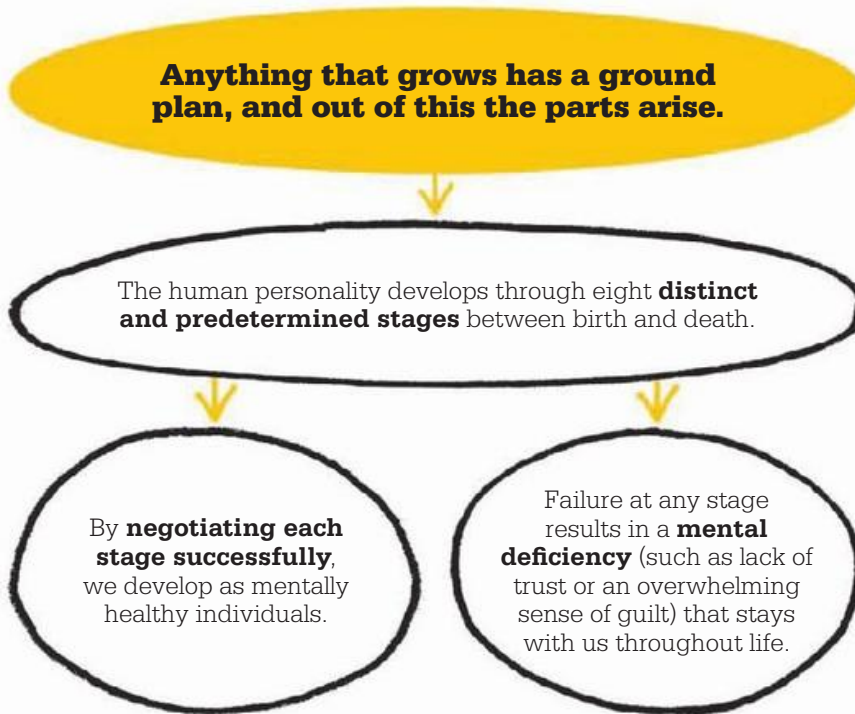 Anything that grows has a ground
plan, and out of this the parts arise.
The human personality develops through eight distinct
and predetermined stages between birth and death.
By negotiating each
stage successfully,
we develop as mentally
healthy individuals.
Failure at any stage
results in a mental
deficiency (such as lack of
trust or an overwhelming
sense of guilt) that stays
with us throughout life.